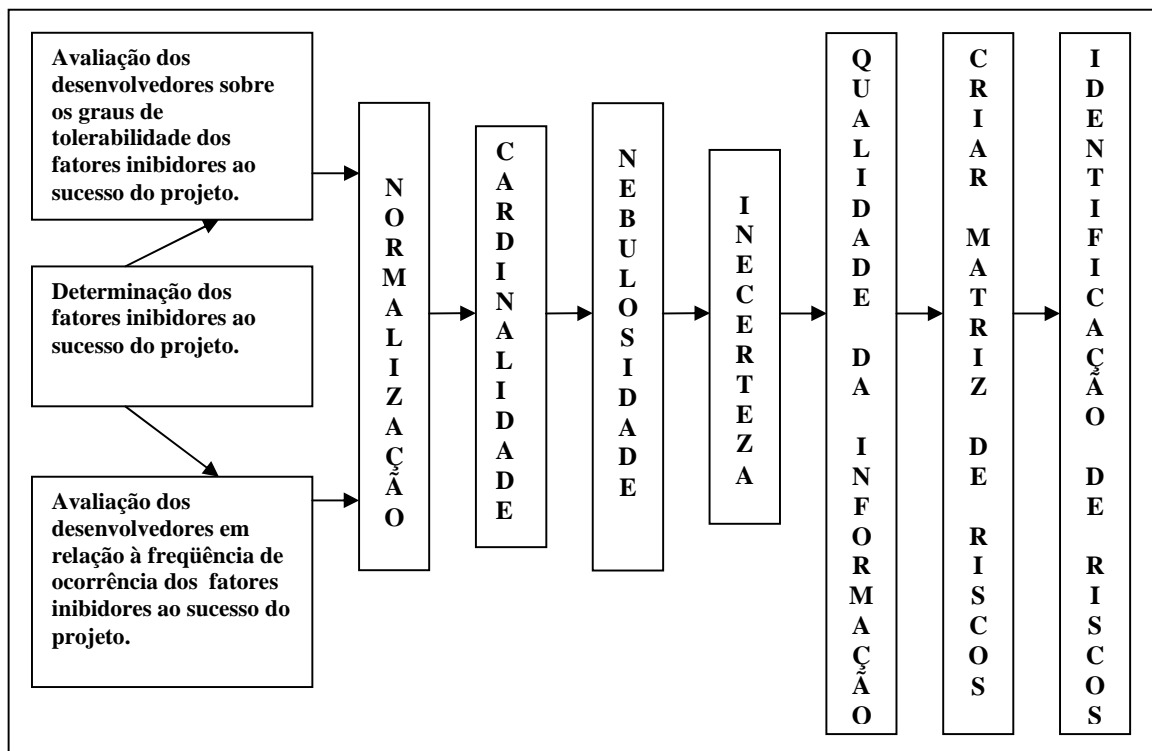 Avaliação dos
desenvolvedores sobre
os graus de
tolerabilidade dos
fatores inibidores ao
sucesso do projeto.
Determinação dos
fatores inibidores ao
sucesso do projeto.
Avaliação dos
desenvolvedores em
relação à freqüência de
ocorrência dos fatores
inibidores ao sucesso do
projeto.
NORMALIZAÇÃO
CARDINALIDADE
NEBULOSIDADE
INECERTEZA
QUALIDADE DA INFORMAÇÃO
CRIAR MATRIZ DE RISCOS
IDENTIFICAÇÃO DE RISCOS